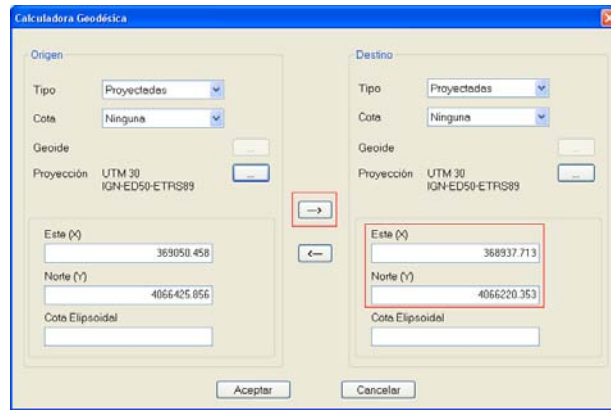 Calculadora Geodésica
Origen
Tipo
Proyectadas
Cota
Ninguna
Geoide
...
Proyección
UTM 30
IGN-ED50-ETRS89
...
Este (X)
369050.458
Norte (Y)
4066425.856
Cota Elipsoidal
-->
<--
Destino
Tipo
Proyectadas
Cota
Ninguna
Geoide
...
Proyección
UTM 30
IGN-ED50-ETRS89
...
Este (X)
368937.713
Norte (Y)
4066220.353
Cota Elipsoidal
Aceptar
Cancelar